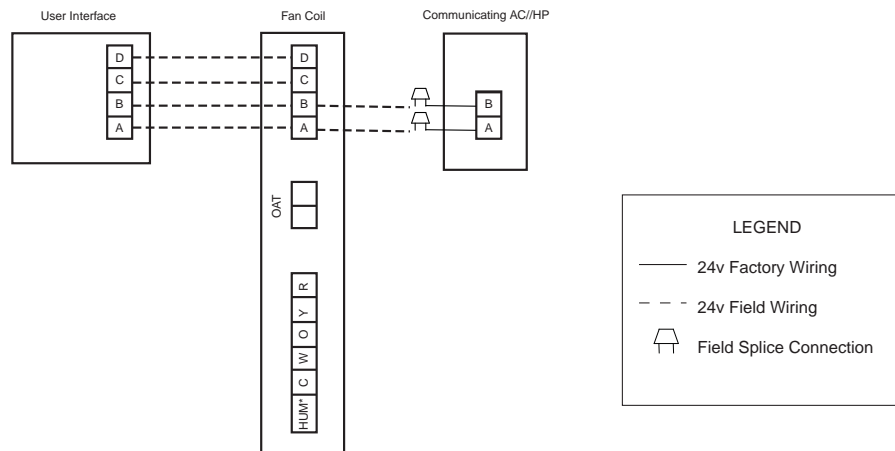 User Interface
Fan Coil
Communicating AC//HP
D
C
B
A
D
C
B
A
B
A
OAT
R
Y
O
W
C
HUM*
LEGEND
24v Factory Wiring
24v Field Wiring
Field Splice Connection